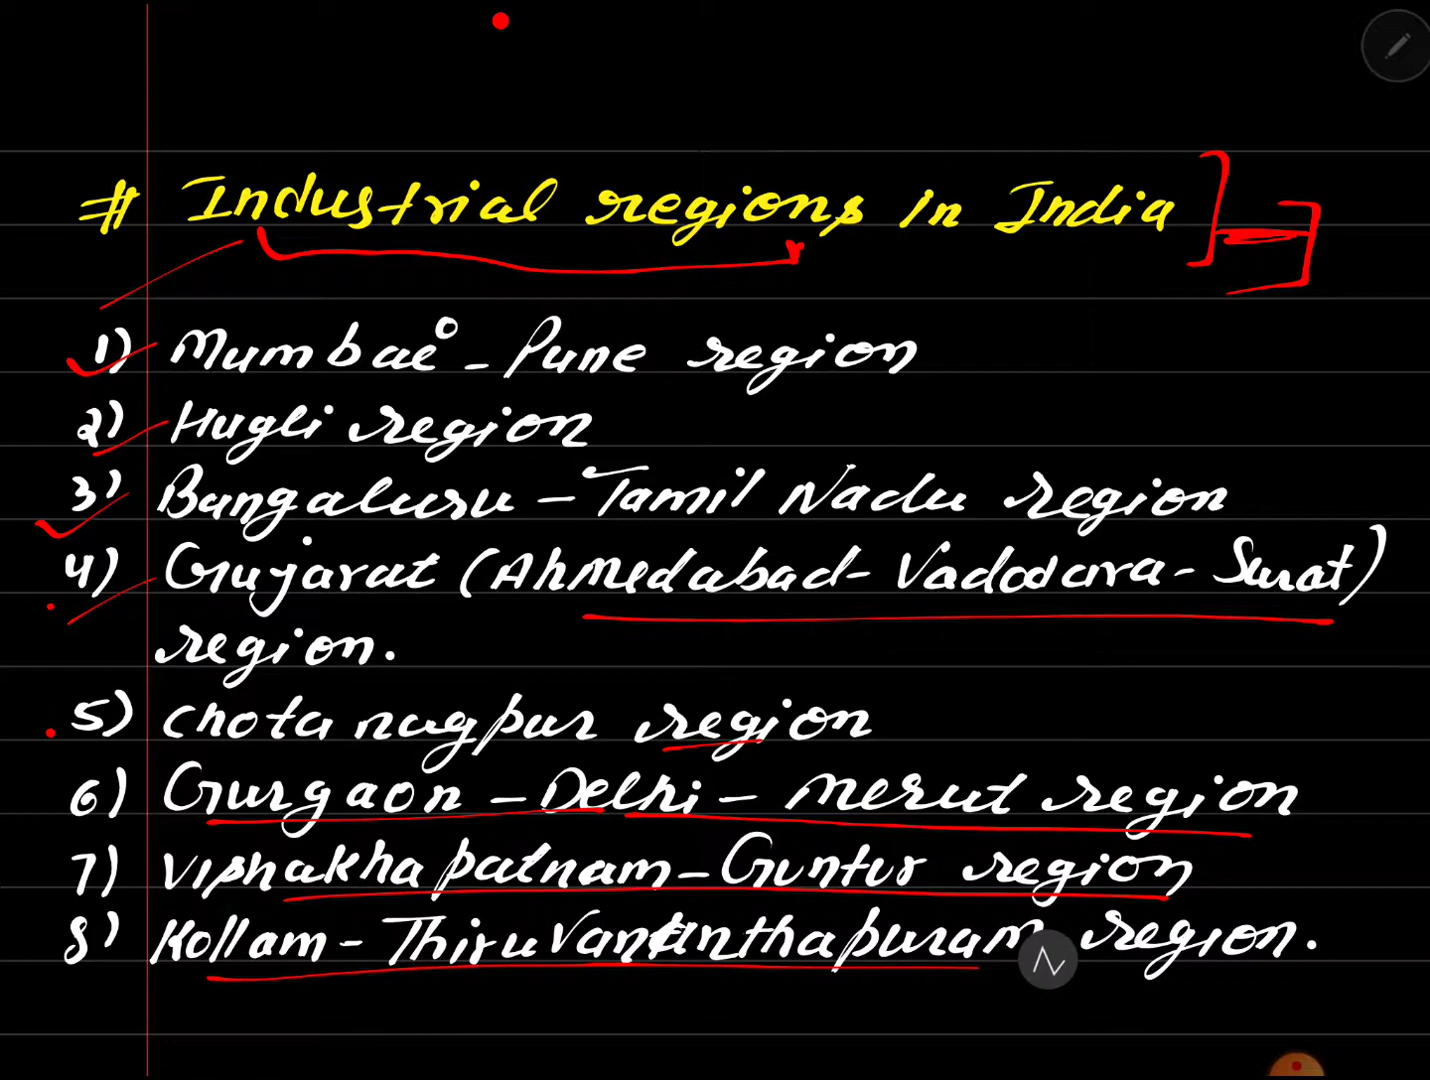 # Industrial regions in India
1) Mumbai - Pune region
2) Hugli region
3) Bangaluru - Tamil Nadu region
4) Gujarat (Ahmedabad - Vadodara - Surat)
region.
5) Chota nagpur region
6) Gurgaon - Delhi - Merut region
7) Vishakhapatnam - Guntur region
8) Kollam - Thiruvantanthapuram region.